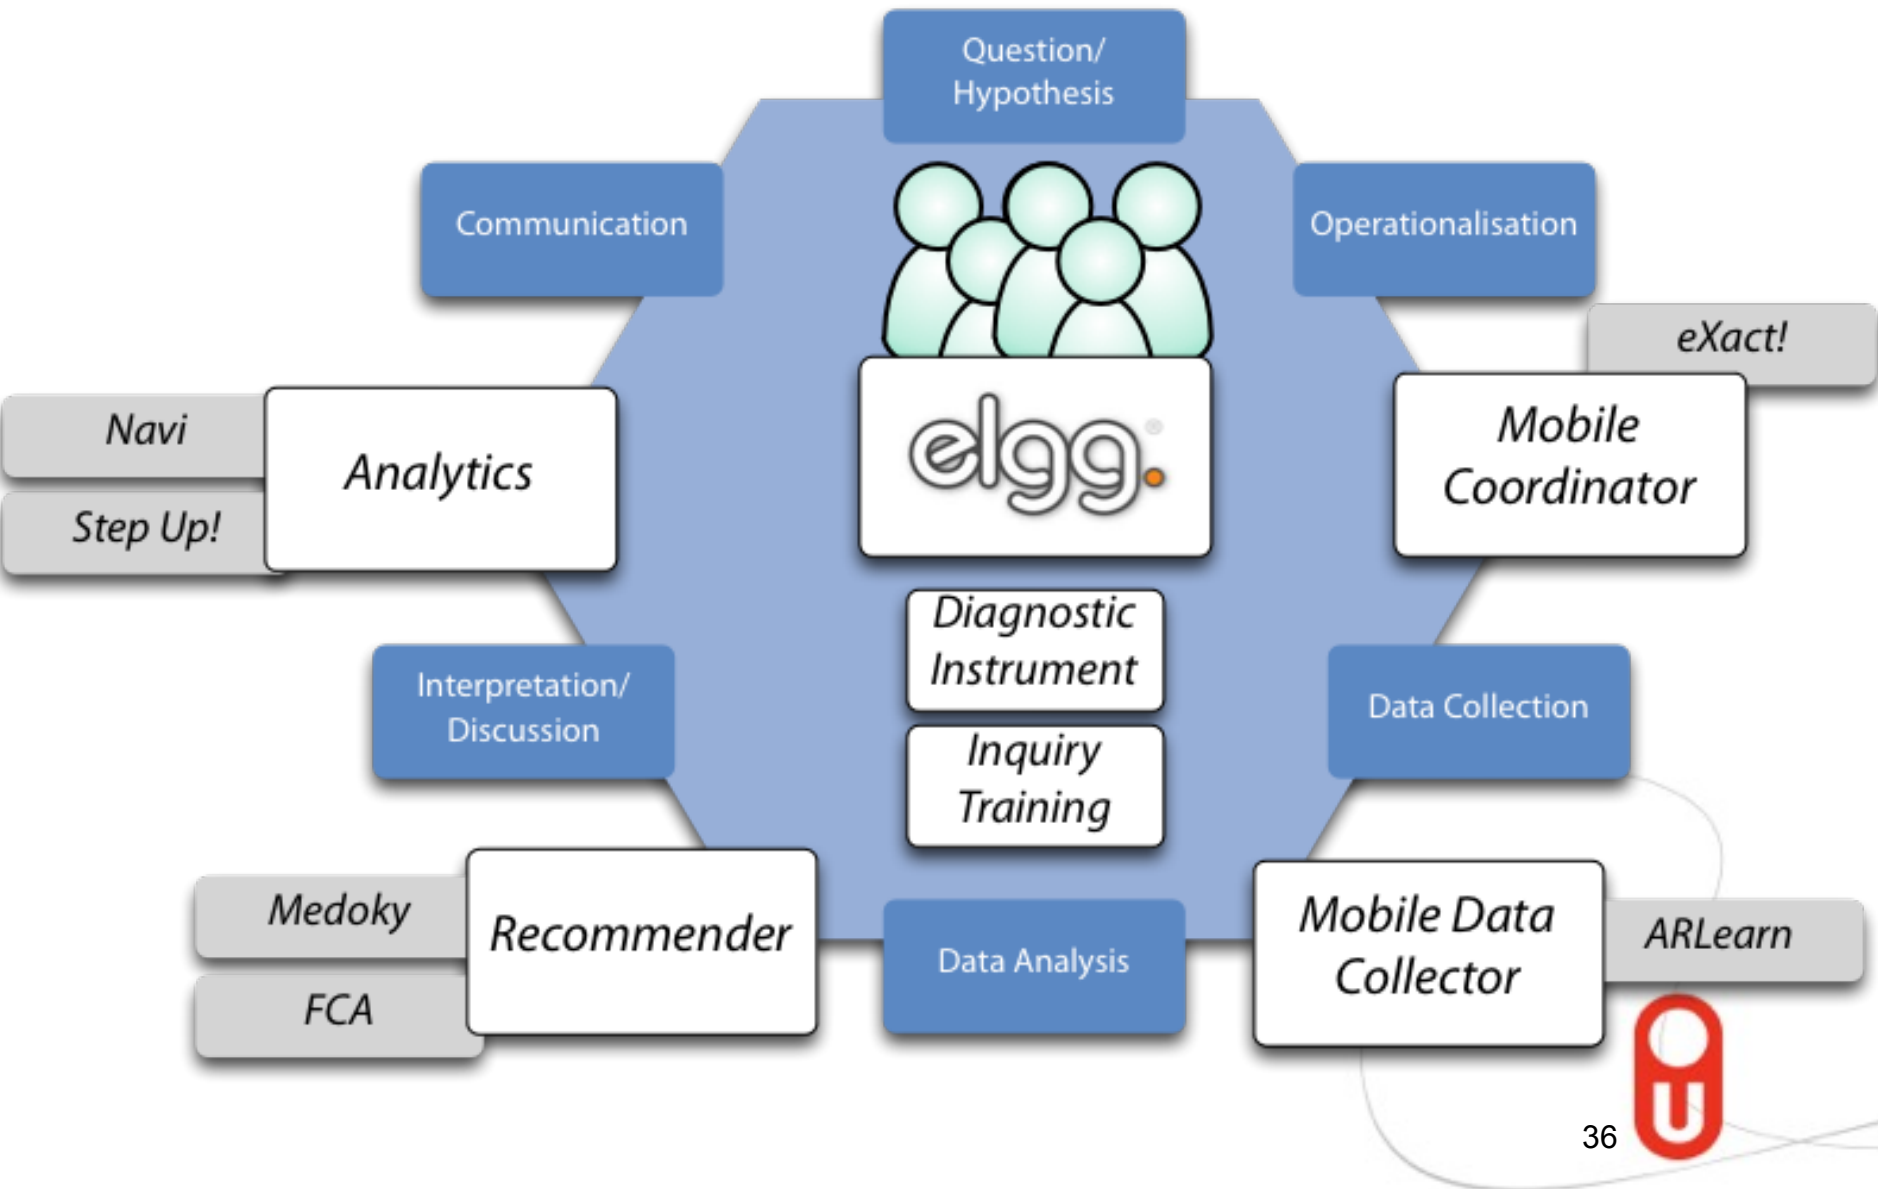 Question/
Hypothesis
Communication
Operationalisation
eXact!
Navi
Analytics
Step Up!
elgg.
®
Mobile
Coordinator
Diagnostic
Instrument
Interpretation/
Discussion
Data Collection
Inquiry
Training
Medoky
Recommender
FCA
Data Analysis
Mobile Data
Collector
ARLearn
U
36